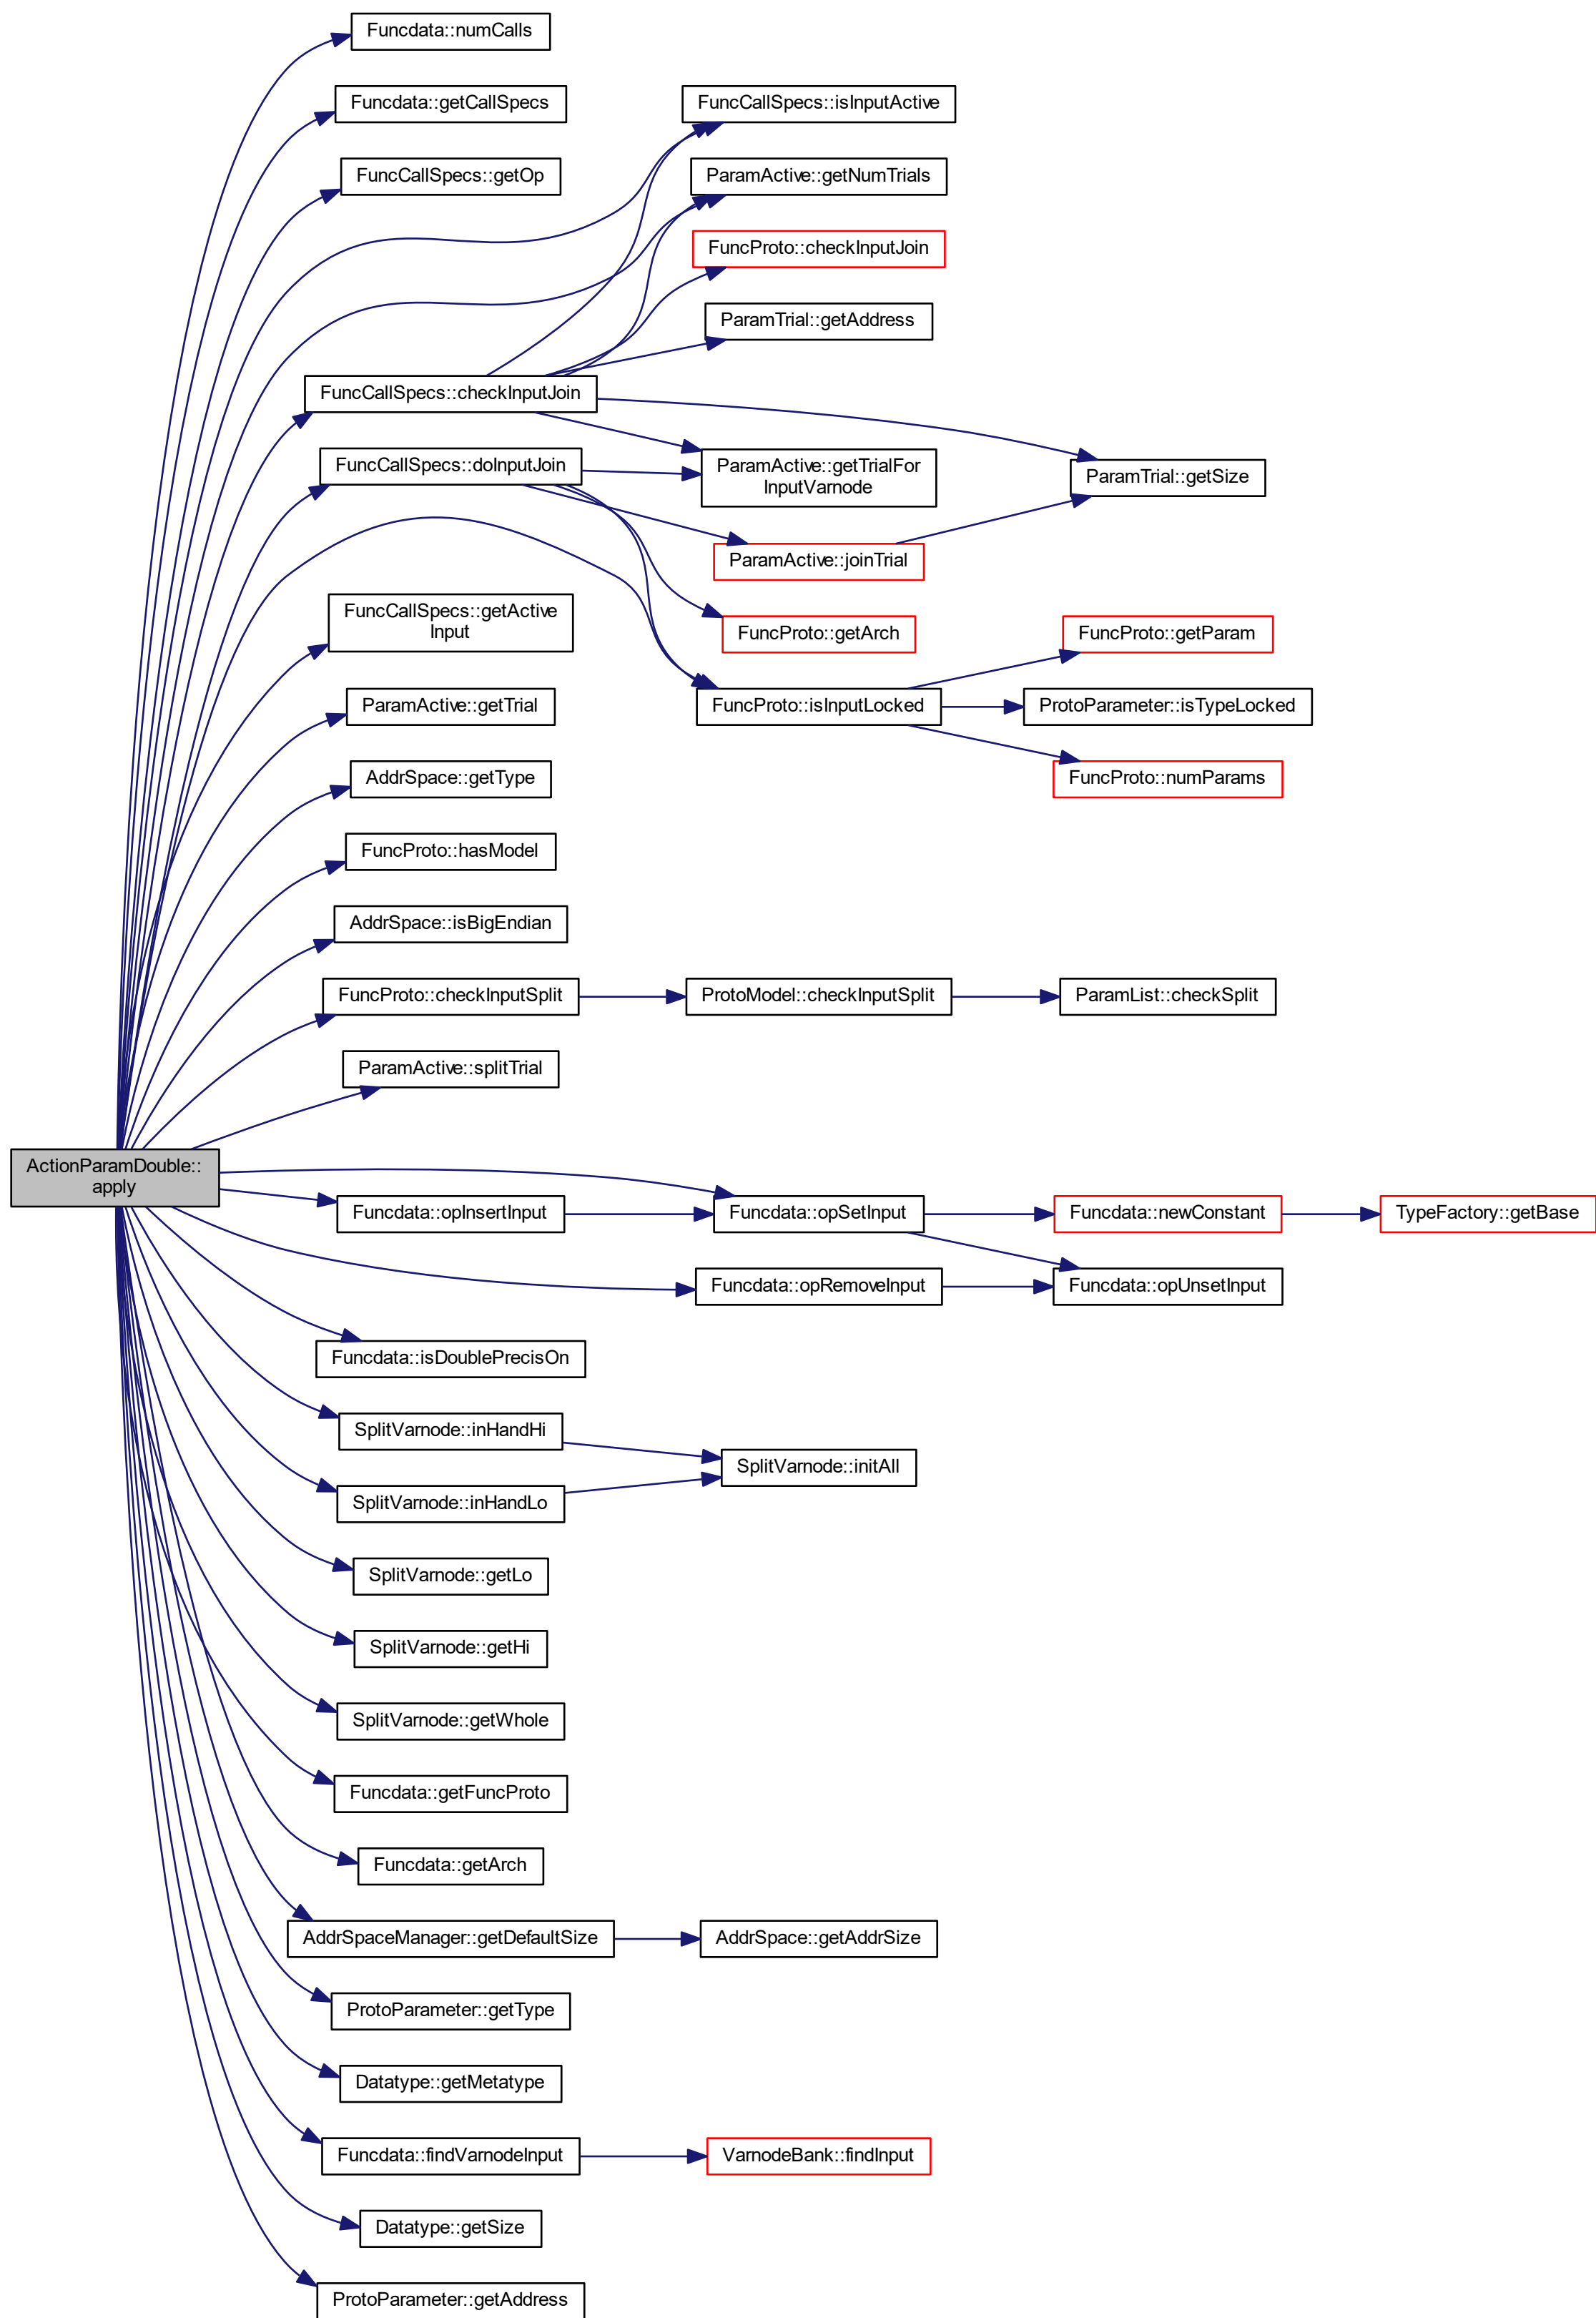 Funcdata::numCalls
Funcdata::getCallSpecs
FuncCallSpecs::isInputActive
FuncCallSpecs::getOp
ParamActive::getNumTrials
FuncProto::checkInputJoin
ParamTrial::getAddress
FuncCallSpecs::checkInputJoin
FuncCallSpecs::doInputJoin
ParamActive::getTrialFor
InputVarnode
ParamTrial::getSize
ParamActive::joinTrial
FuncCallSpecs::getActive
Input
FuncProto::getArch
FuncProto::getParam
ParamActive::getTrial
FuncProto::isInputLocked
ProtoParameter::isTypeLocked
AddrSpace::getType
FuncProto::numParams
FuncProto::hasModel
AddrSpace::isBigEndian
FuncProto::checkInputSplit
ProtoModel::checkInputSplit
ParamList::checkSplit
ParamActive::splitTrial
ActionParamDouble::
apply
Funcdata::opInsertInput
Funcdata::opSetInput
Funcdata::newConstant
TypeFactory::getBase
Funcdata::opRemoveInput
Funcdata::opUnsetInput
Funcdata::isDoublePrecisOn
SplitVarnode::inHandHi
SplitVarnode::initAll
SplitVarnode::inHandLo
SplitVarnode::getLo
SplitVarnode::getHi
SplitVarnode::getWhole
Funcdata::getFuncProto
Funcdata::getArch
AddrSpaceManager::getDefaultSize
AddrSpace::getAddrSize
ProtoParameter::getType
Datatype::getMetatype
Funcdata::findVarnodeInput
VarnodeBank::findInput
Datatype::getSize
ProtoParameter::getAddress